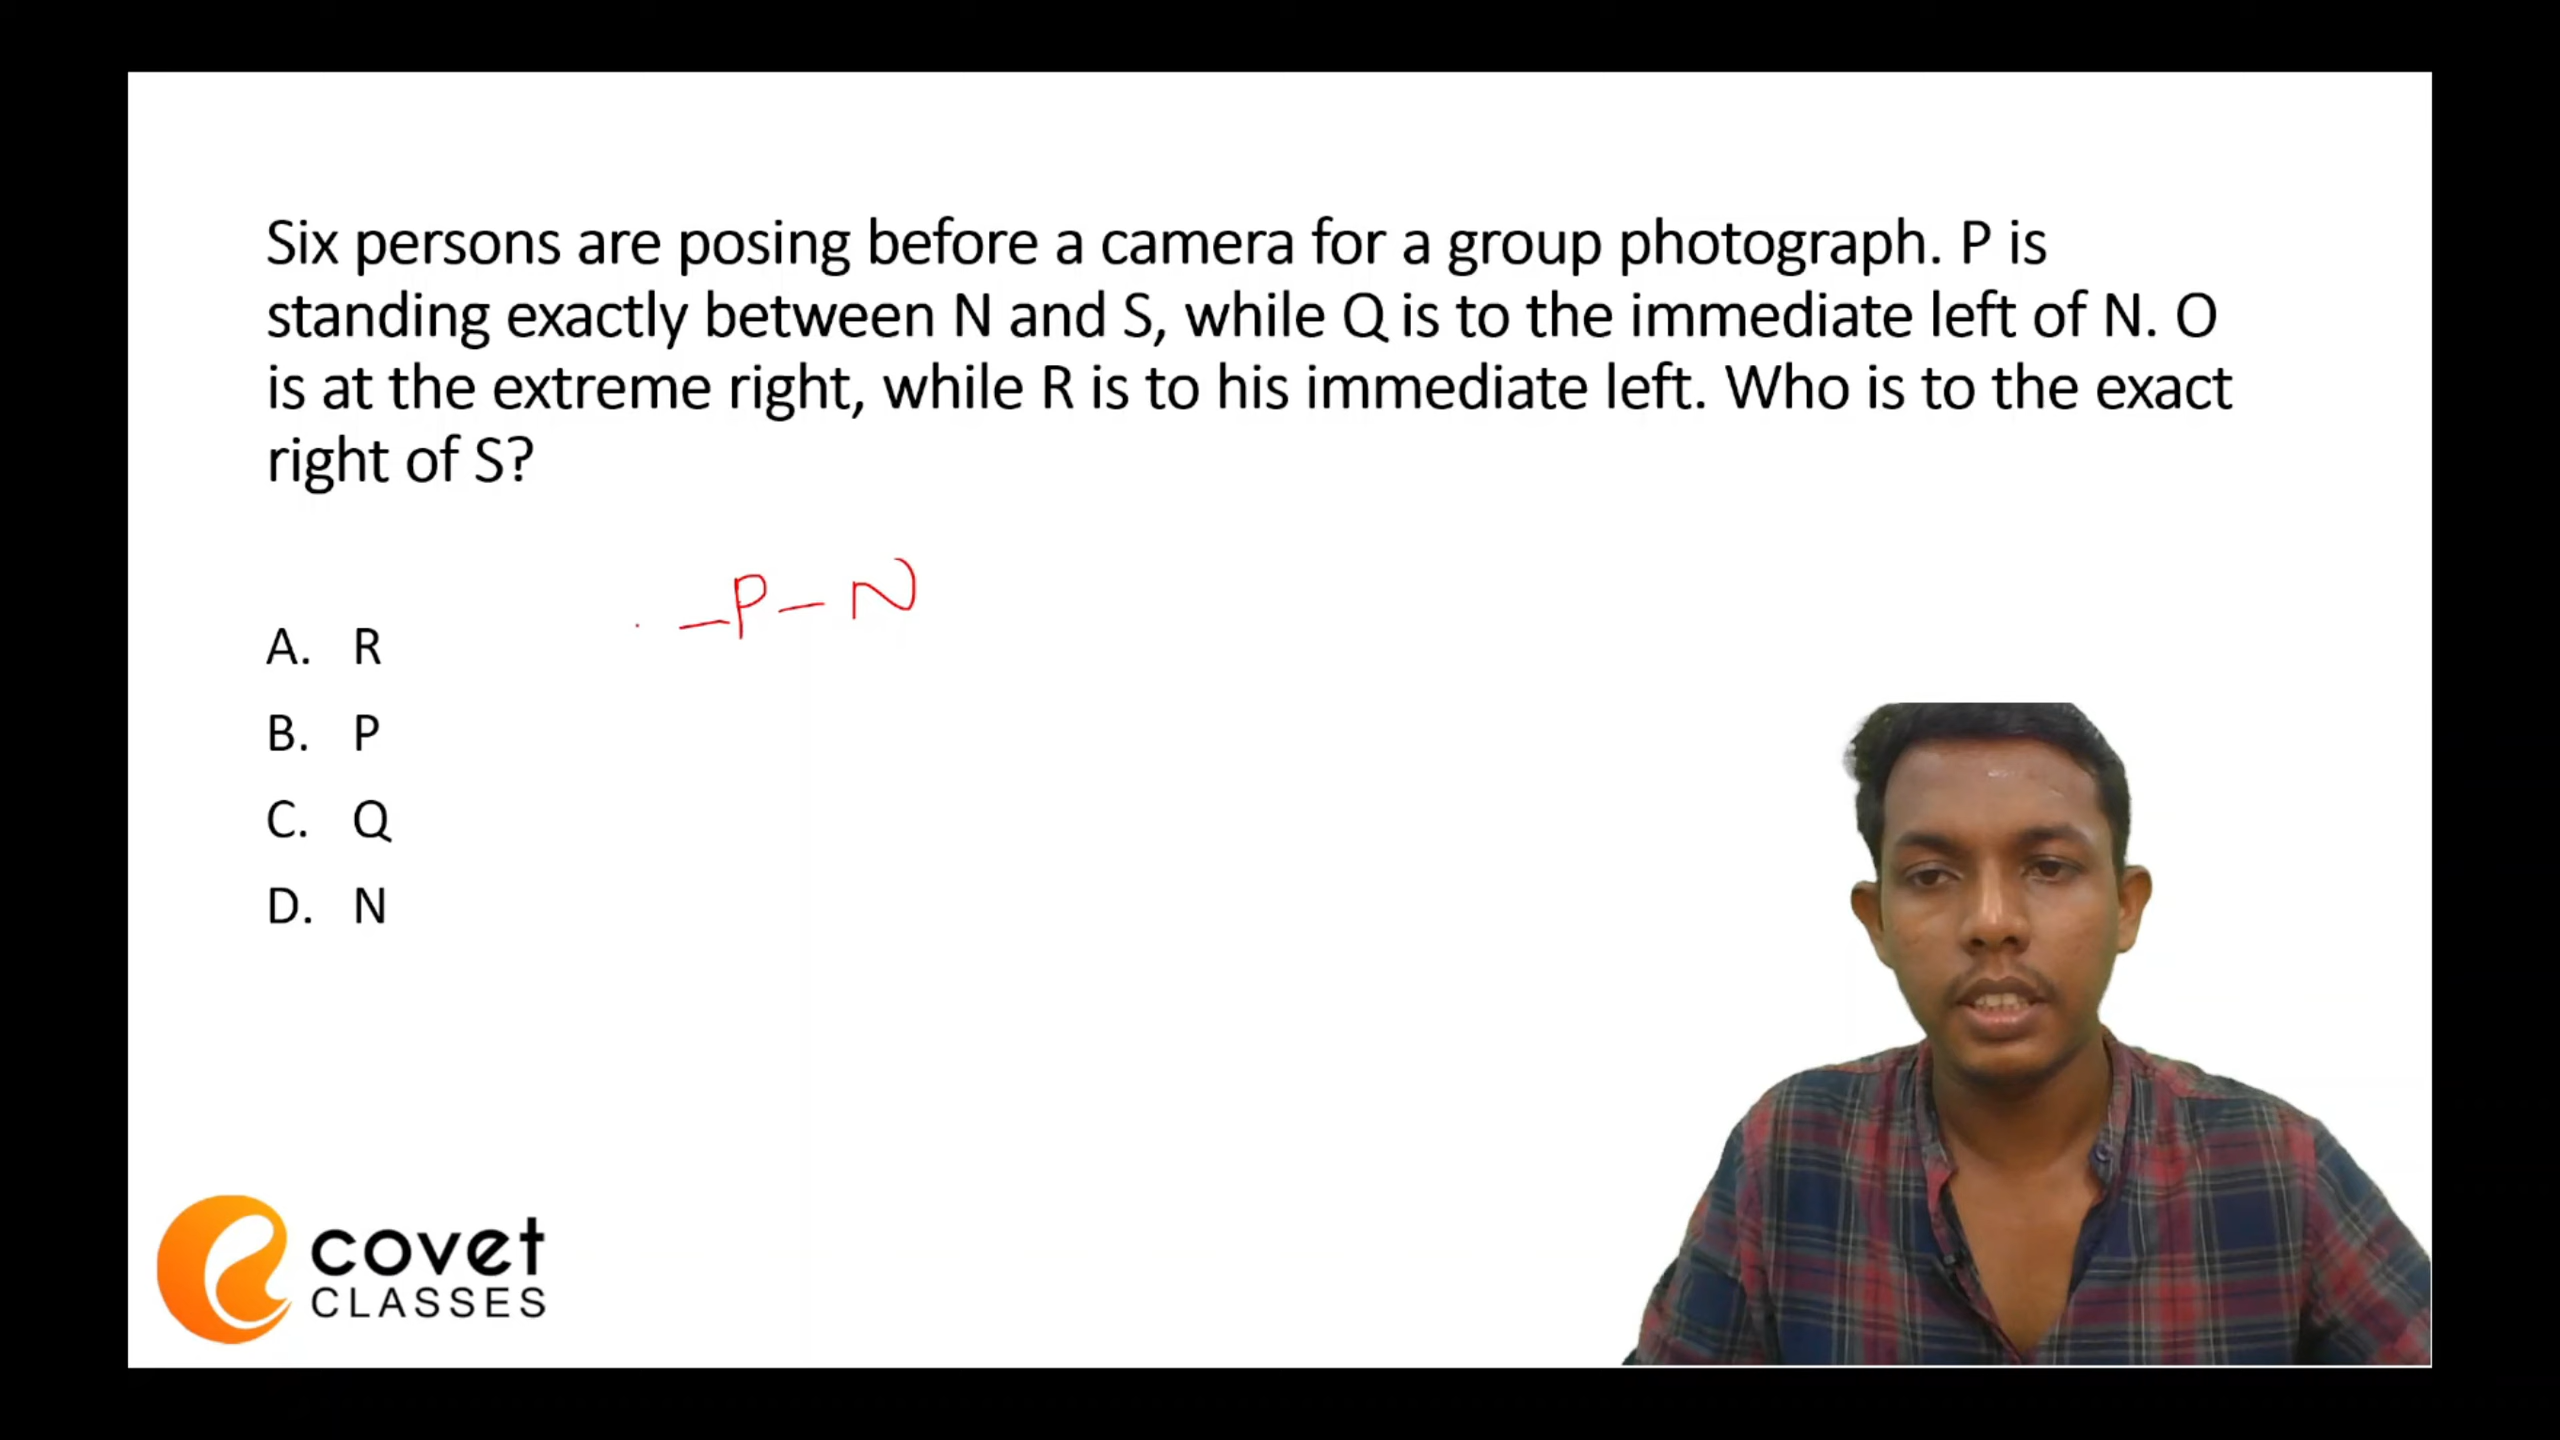 Six persons are posing before a camera for a group photograph. P is
standing exactly between N and S, while Q is to the immediate left of N. O
is at the extreme right, while R is to his immediate left. Who is to the exact
right of S?
– P – N
A. R
B. P
C. Q
D. N
covet
CLASSES